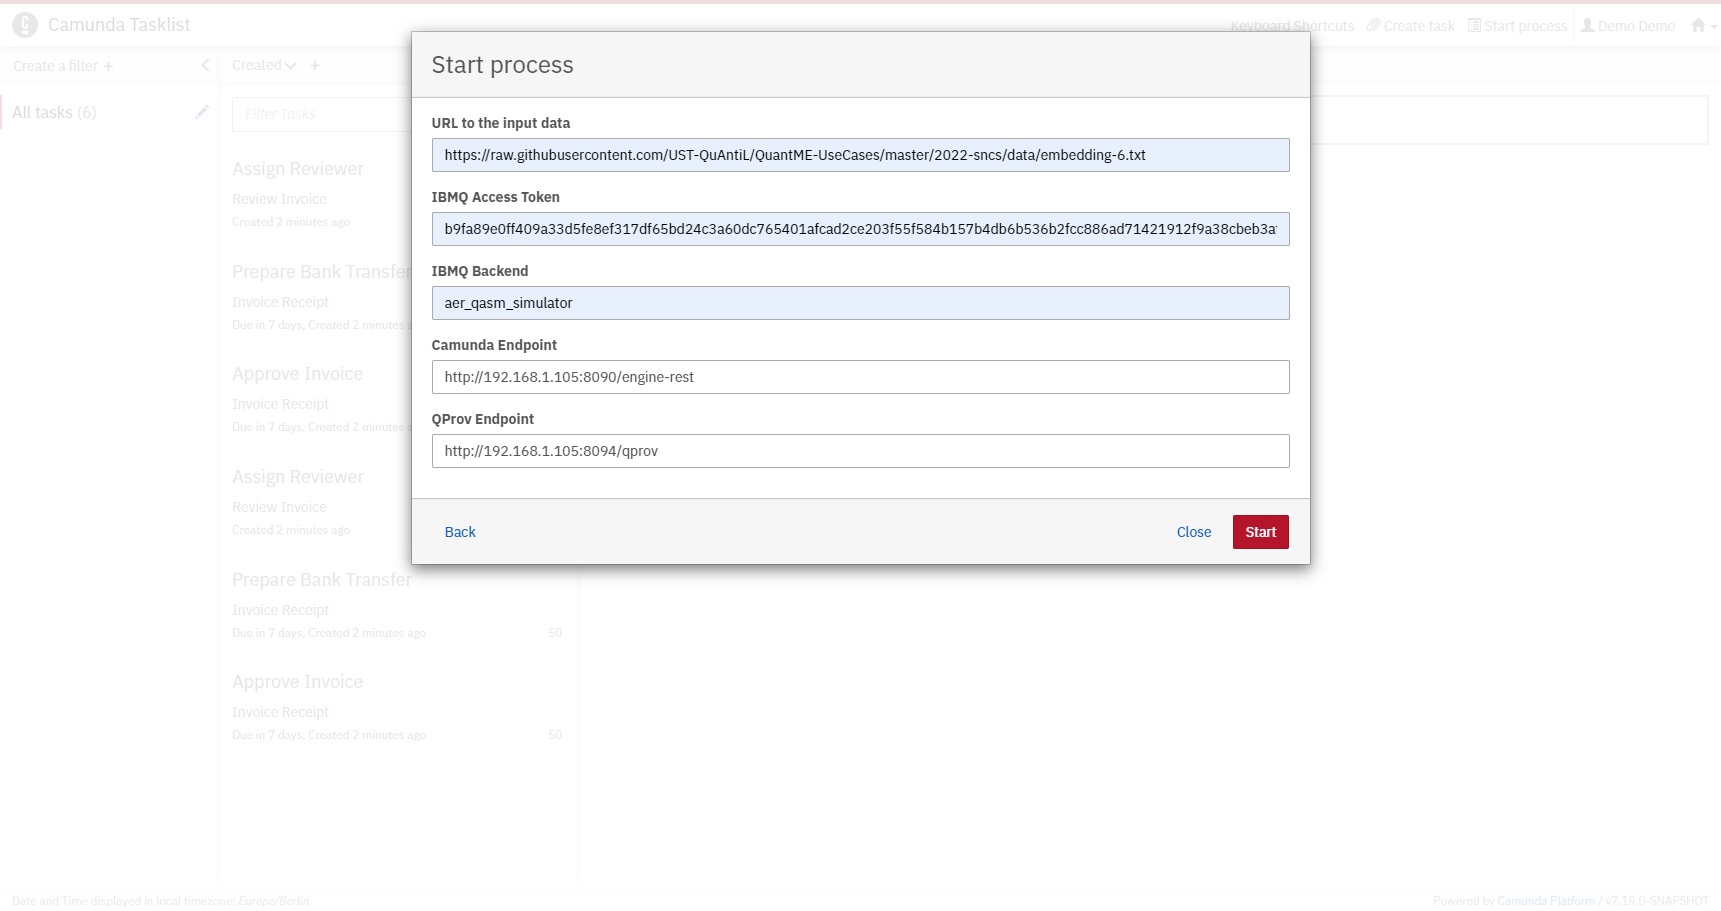 Camunda Tasklist
Keyboard Shortcuts Create task Start process Demo Demo
Create a filter +
Created +
All tasks (6)
Filter Tasks
Assign Reviewer
Review Invoice
Created 2 minutes ago
Prepare Bank Transfer
Invoice Receipt
Due in 7 days, Created 2 minutes
Approve Invoice
Invoice Receipt
Due in 7 days, Created 2 minutes
Assign Reviewer
Review Invoice
Created 2 minutes ago
Prepare Bank Transfer
Invoice Receipt
Due in 7 days, Created 2 minutes ago 50
Approve Invoice
Invoice Receipt
Due in 7 days, Created 2 minutes ago 50
Start process
URL to the input data
https://raw.githubusercontent.com/UST-QuAntiL/QuantME-UseCases/master/2022-sncs/data/embedding-6.txt
IBMQ Access Token
b9fa89e0ff409a33d5fe8ef317df65bd24c3a60dc765401afcad2ce203f55f584b157b4db6b536b2fcc886ad71421912f9a38cbeb3a
IBMQ Backend
aer_qasm_simulator
Camunda Endpoint
http://192.168.1.105:8090/engine-rest
QProv Endpoint
http://192.168.1.105:8094/qprov
Back Close Start
Date and Time displayed in local timezone: Europe/Berlin
Powered by Camunda Platform / v7.19.0-SNAPSHOT